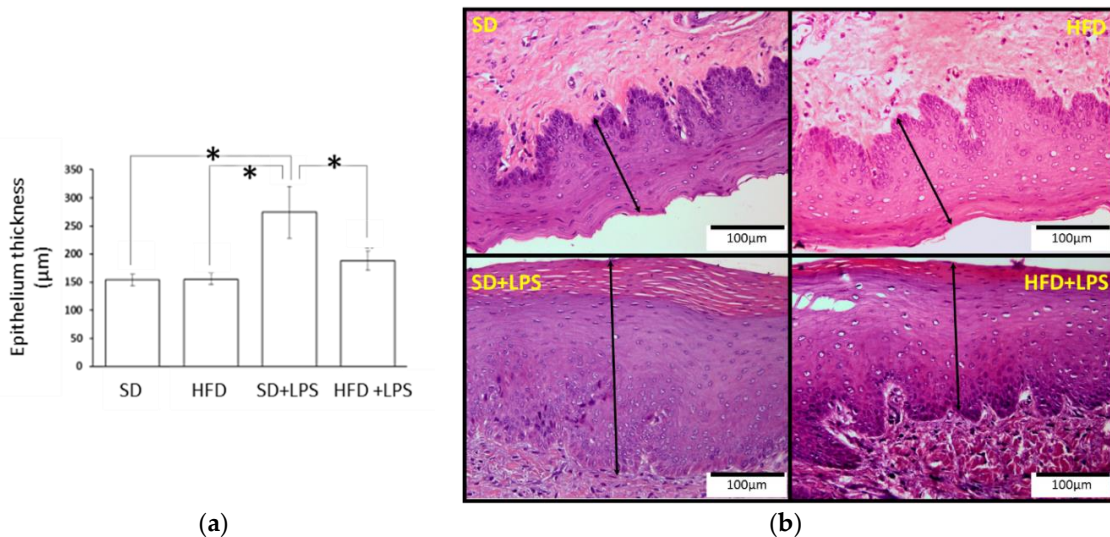 Epithelium thickness
(µm)
350
300
250
200
150
100
50
0
*
*
*
SD
HFD
SD+LPS
HFD +LPS
(a)
SD
100µm
HFD
100µm
SD+LPS
100µm
HFD+LPS
100µm
(b)